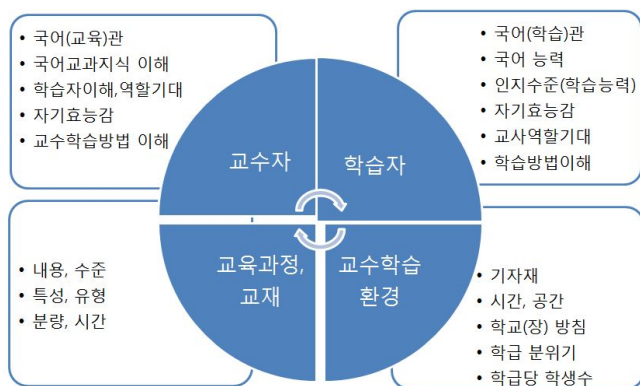 • 국어(교육)관
• 국어교과지식 이해
• 학습자이해,역할기대
• 자기효능감
• 교수학습방법 이해
• 국어(학습)관
• 국어 능력
• 인지수준(학습능력)
• 자기효능감
• 교사역할기대
• 학습방법이해
교수자
학습자
교육과정,
교재
교수학습
환경
• 내용, 수준
• 특성, 유형
• 분량, 시간
• 기자재
• 시간, 공간
• 학교(장) 방침
• 학급 분위기
• 학급당 학생수